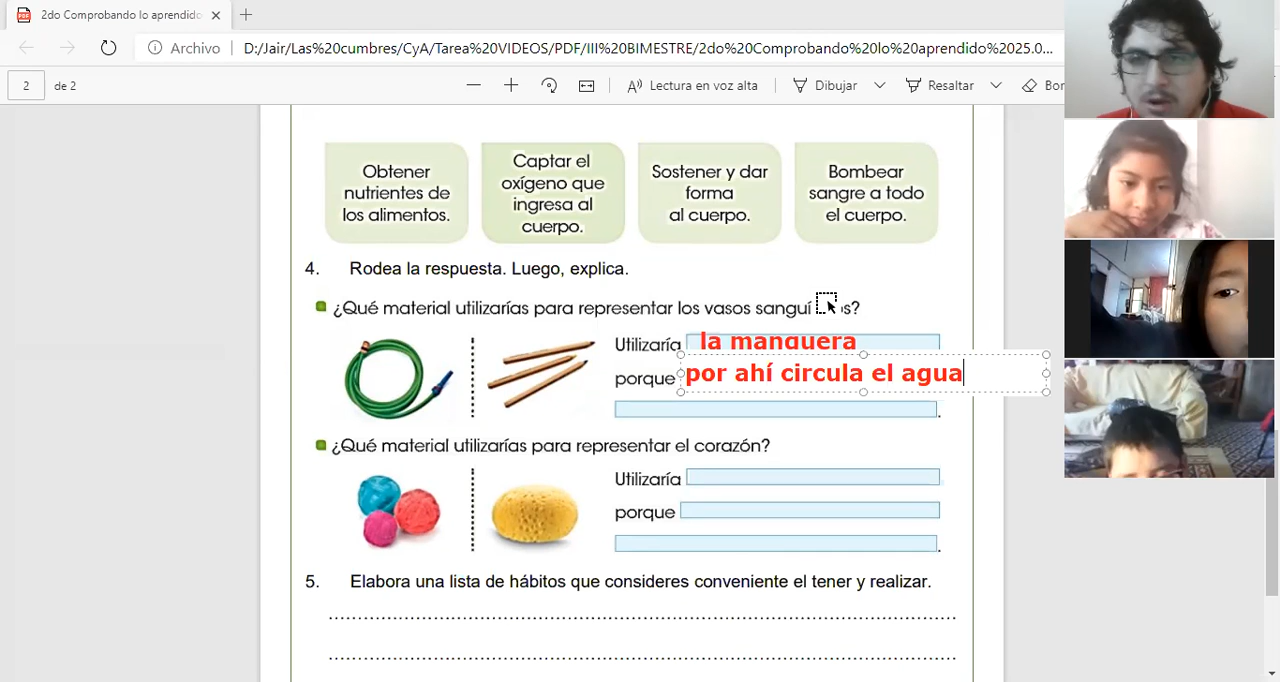 2do Comprobando lo aprendido
Archivo
D:/Jair/Las%20cumbres/CyA/Tarea%20VIDEOS/PDF/III%20BIMESTRE/2do%20Comprobando%20lo%20aprendido%2025.0...
2 de 2
Lectura en voz alta
Dibujar
Resaltar
Bor
Obtener
nutrientes de
los alimentos.
Captar el
oxígeno que
ingresa al
cuerpo.
Sostener y dar
forma
al cuerpo.
Bombear
sangre a todo
el cuerpo.
4. Rodea la respuesta. Luego, explica.
¿Qué material utilizarías para representar los vasos sanguí s?
Utilizaría la manguera
porque por ahí circula el agua
.
¿Qué material utilizarías para representar el corazón?
Utilizaría
porque
.
5. Elabora una lista de hábitos que consideres conveniente el tener y realizar.